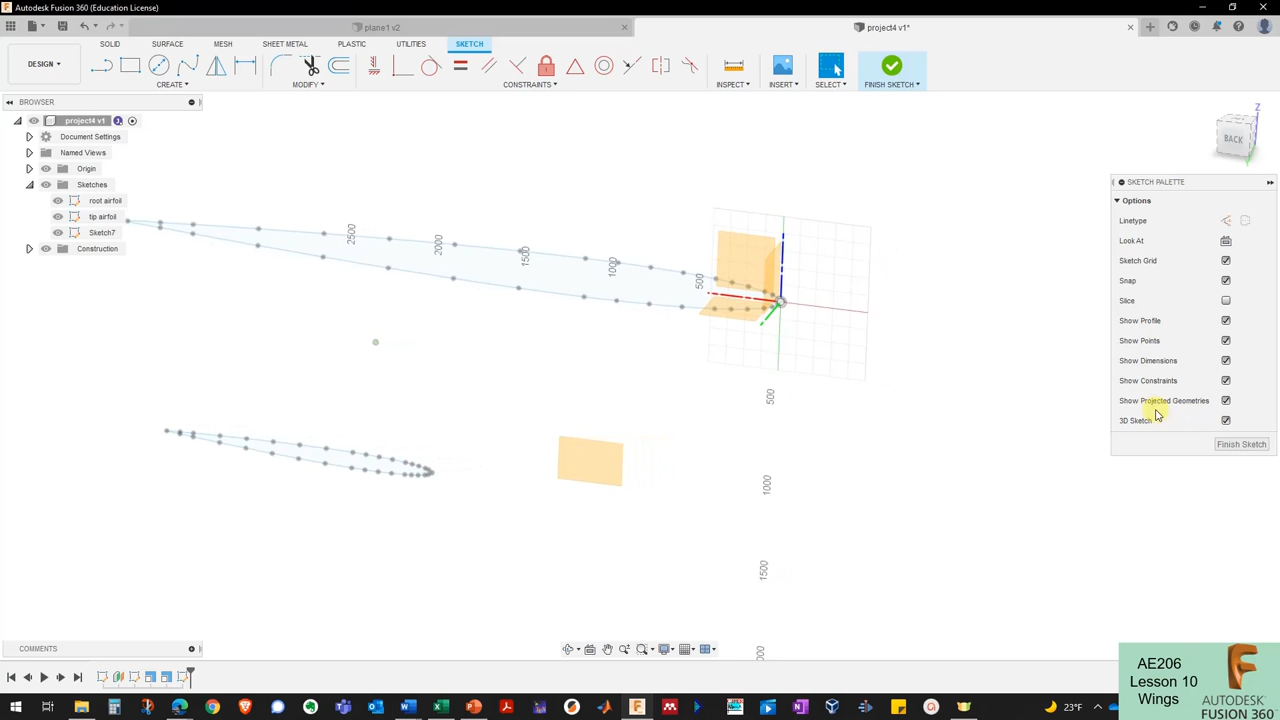 Autodesk Fusion 360 (Education License)
plane1 v2
project4 v1*
SOLID
SURFACE
MESH
SHEET METAL
PLASTIC
UTILITIES
SKETCH
DESIGN
CREATE
MODIFY
CONSTRAINTS
INSPECT
INSERT
SELECT
FINISH SKETCH
BROWSER
project4 v1
Document Settings
Named Views
Origin
Sketches
root airfoil
tip airfoil
Sketch7
Construction
2500
2000
1500
1000
500
500
1000
1500
2000
Z
BACK
Y
SKETCH PALETTE
Options
Linetype
Look At
Sketch Grid
Snap
Slice
Show Profile
Show Points
Show Dimensions
Show Constraints
Show Projected Geometries
3D Sketch
Finish Sketch
COMMENTS
AE206
Lesson 10
Wings
AUTODESK
FUSION 360
23°F